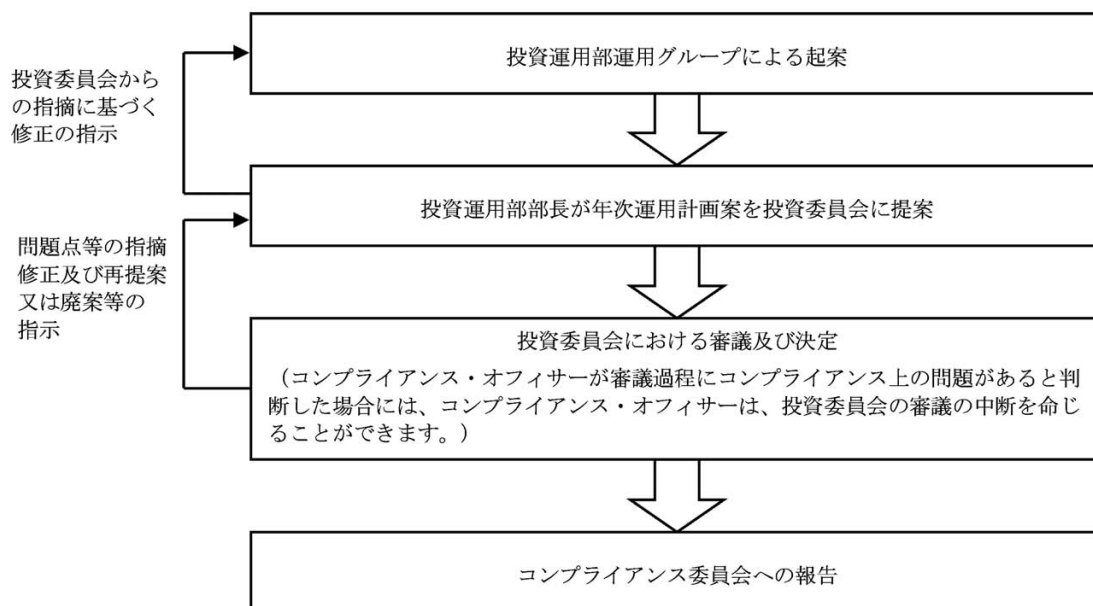 投資運用部運用グループによる起案
投資委員会から
の指摘に基づく
修正の指示
投資運用部部長が年次運用計画案を投資委員会に提案
問題点等の指摘
修正及び再提案
又は廃案等の
指示
投資委員会における審議及び決定
（コンプライアンス・オフィサーが審議過程にコンプライアンス上の問題があると判
断した場合には、コンプライアンス・オフィサーは、投資委員会の審議の中断を命じ
ることができます。）
コンプライアンス委員会への報告